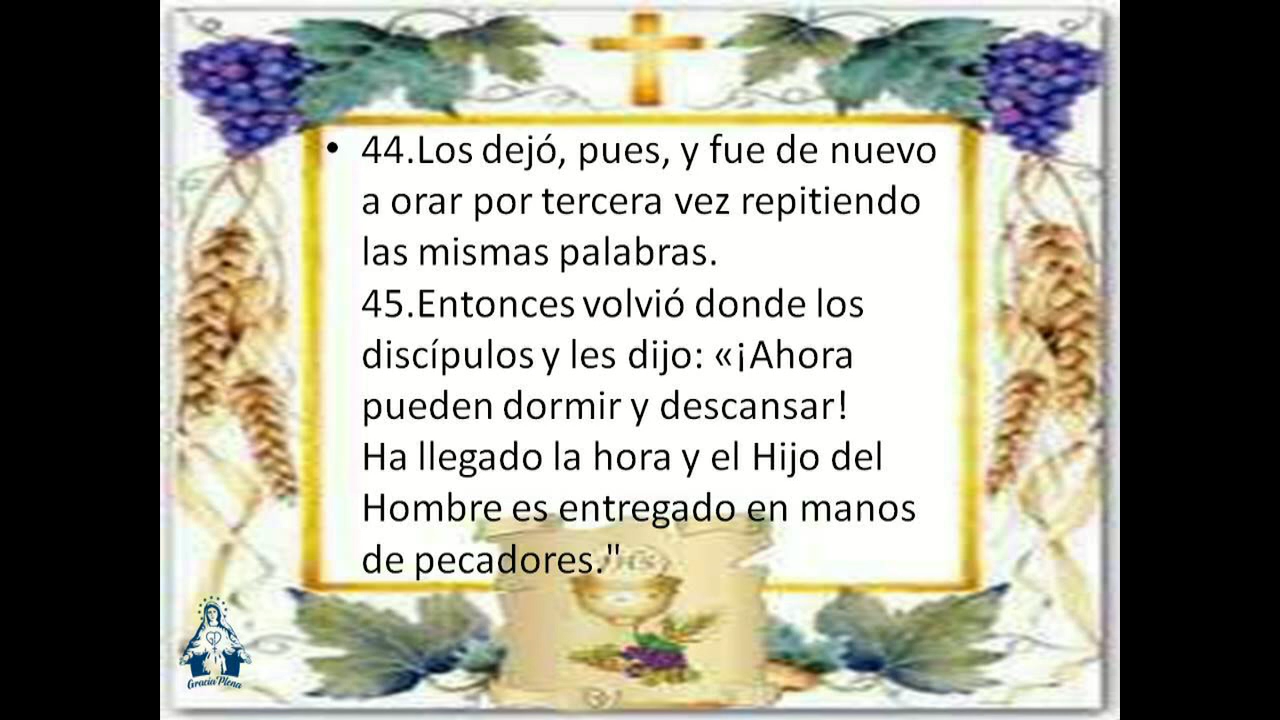 • 44.Los dejó, pues, y fue de nuevo
a orar por tercera vez repitiendo
las mismas palabras.
45.Entonces volvió donde los
discípulos y les dijo: «¡Ahora
pueden dormir y descansar!
Ha llegado la hora y el Hijo del
Hombre es entregado en manos
de pecadores."
IHS
Gracia Plena